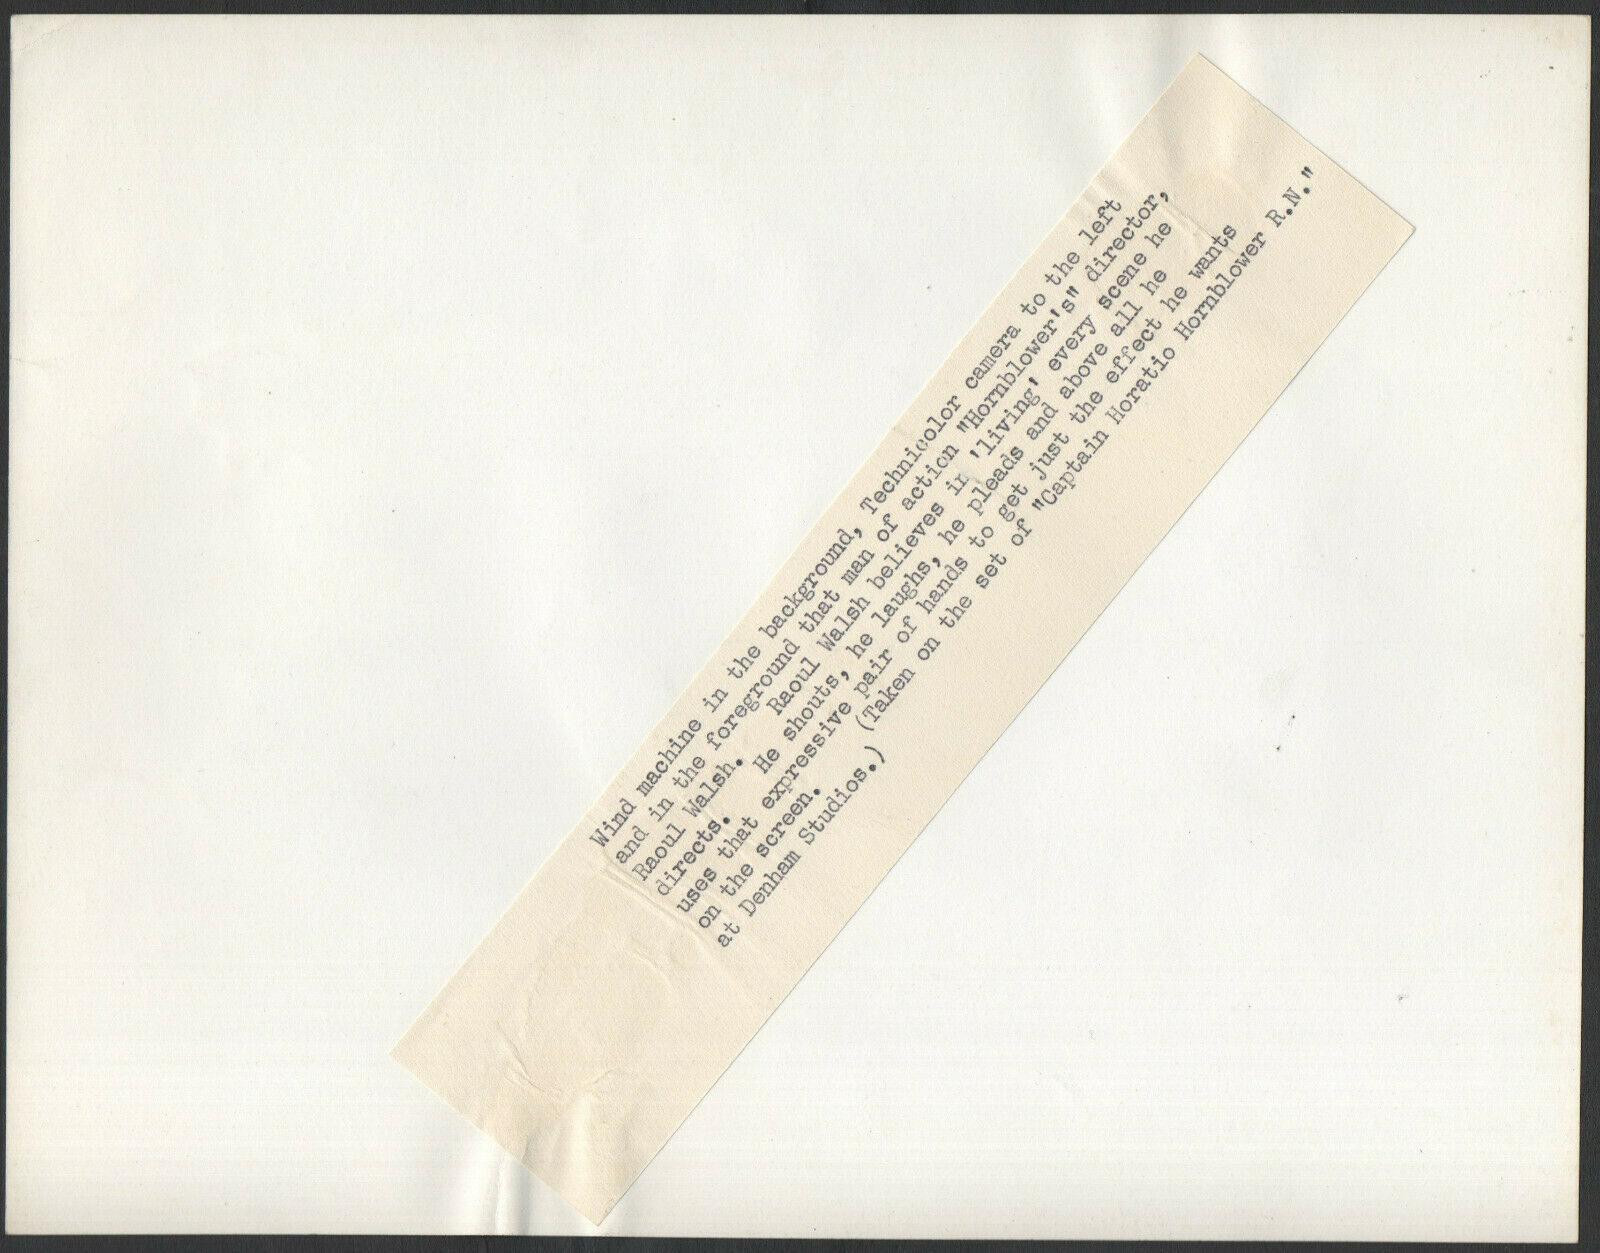 Wind machine in the background, Technicolor camera to the left
and in the foreground that man of action "Hornblower's" director,
Raoul Walsh.  Raoul Walsh believes in 'living' every scene he
directs.  He shouts, he laughs, he pleads and above all he
uses that expressive pair of hands to get just the effect he wants
on the screen.  (Taken on the set of "Captain Horatio Hornblower R.N."
at Denham Studios.)